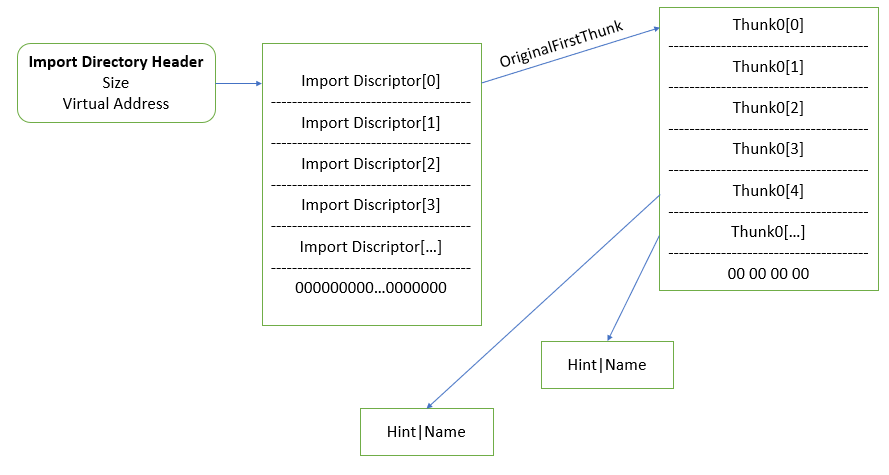 Import Directory Header
Size
Virtual Address
Import Discriptor[0]
Import Discriptor[1]
Import Discriptor[2]
Import Discriptor[3]
Import Discriptor[...]
000000000...0000000
OriginalFirstThunk
Thunk0[0]
Thunk0[1]
Thunk0[2]
Thunk0[3]
Thunk0[4]
Thunk0[...]
00 00 00 00
Hint|Name
Hint|Name